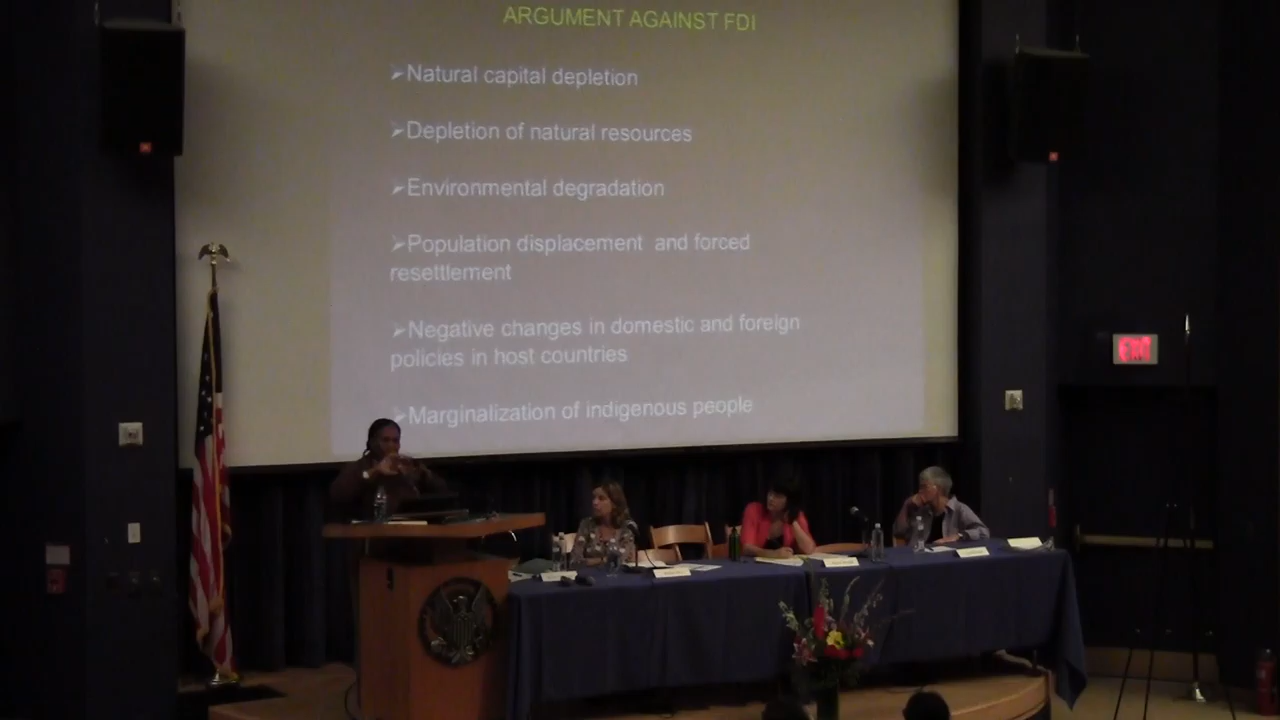 ARGUMENT AGAINST FDI
➢Natural capital depletion
➢Depletion of natural resources
➢Environmental degradation
➢Population displacement and forced
resettlement
➢Negative changes in domestic and foreign
policies in host countries
➢Marginalization of indigenous people
EXIT